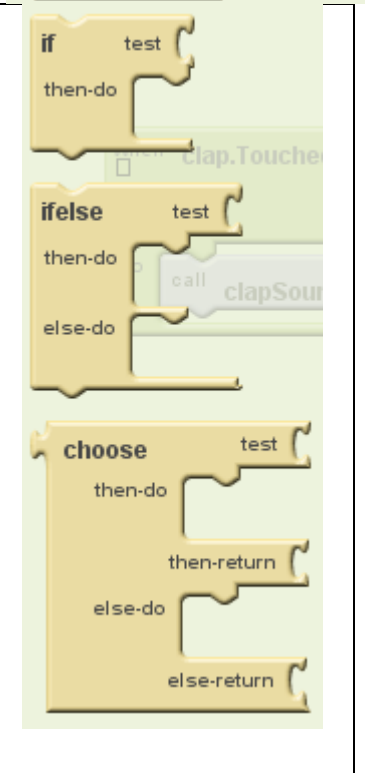 if test
then-do
when clap.Touche
ifelse test
then-do
call clapSour
else-do
choose test
then-do
then-return
else-do
else-return